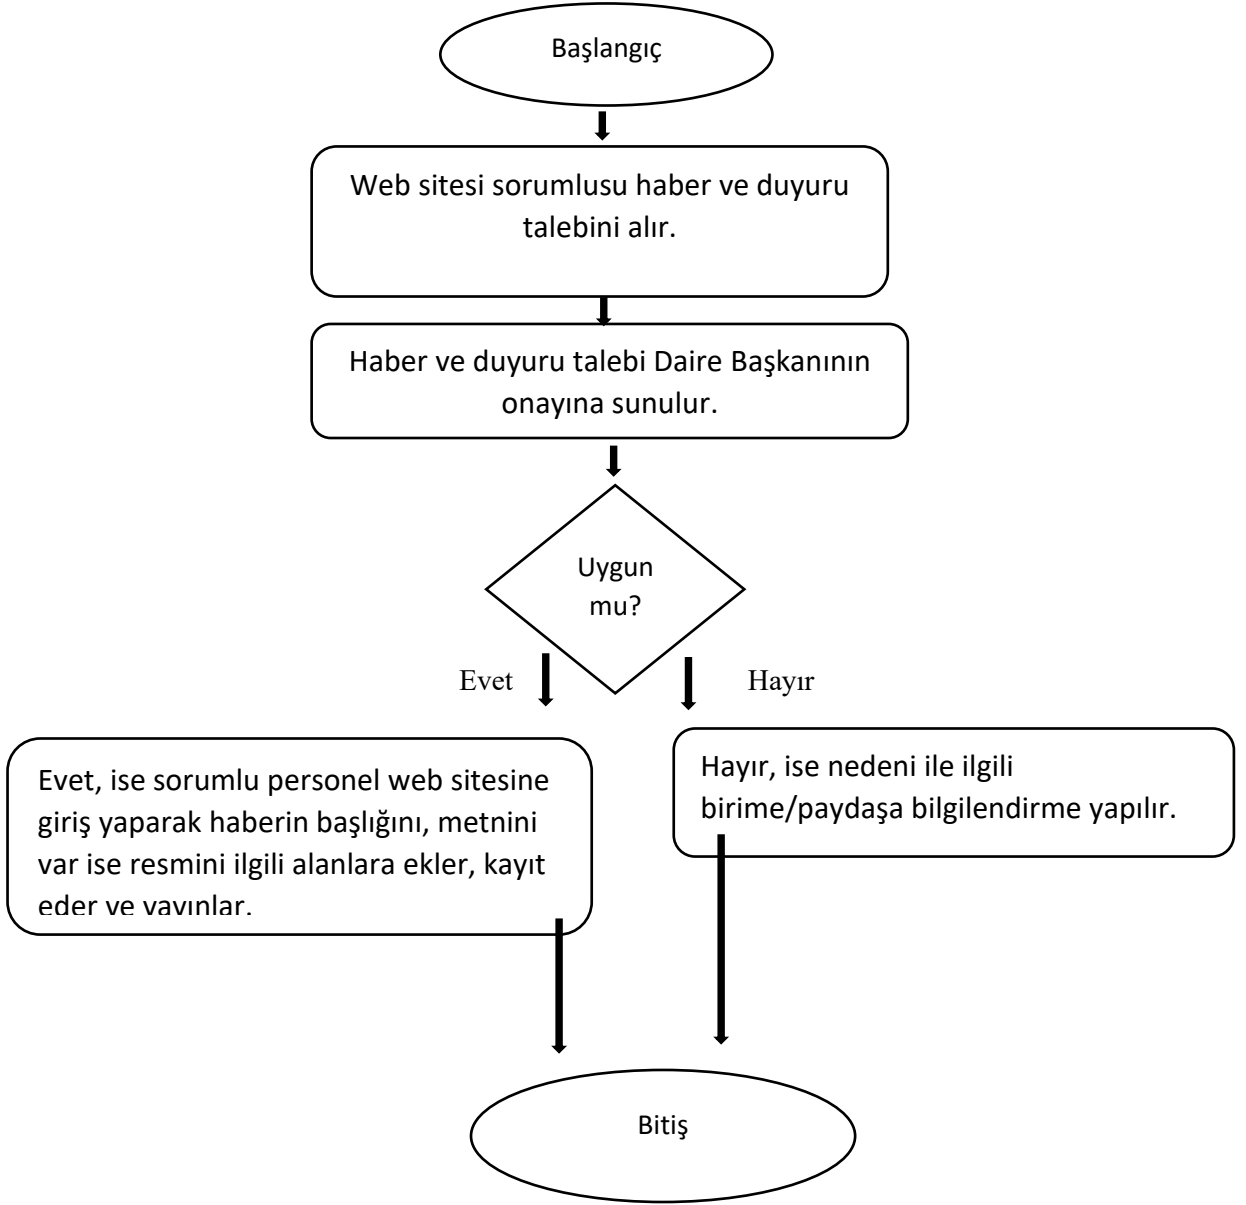 Başlangıç
Web sitesi sorumlusu haber ve duyuru
talebini alır.
Haber ve duyuru talebi Daire Başkanının
onayına sunulur.
Uygun
mu?
Evet
Hayır
Evet, ise sorumlu personel web sitesine
giriş yaparak haberin başlığını, metnini
var ise resmini ilgili alanlara ekler, kayıt
eder ve yayınlar.
Hayır, ise nedeni ile ilgili
birime/paydaşa bilgilendirme yapılır.
Bitiş